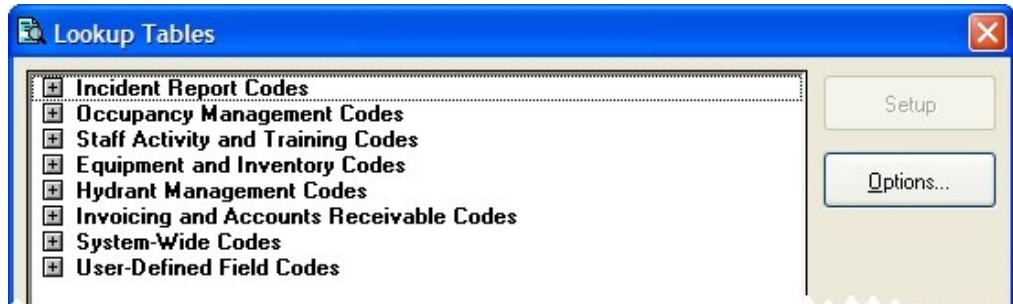 Lookup Tables
Incident Report Codes
Occupancy Management Codes
Staff Activity and Training Codes
Equipment and Inventory Codes
Hydrant Management Codes
Invoicing and Accounts Receivable Codes
System-Wide Codes
User-Defined Field Codes
Setup
Options...